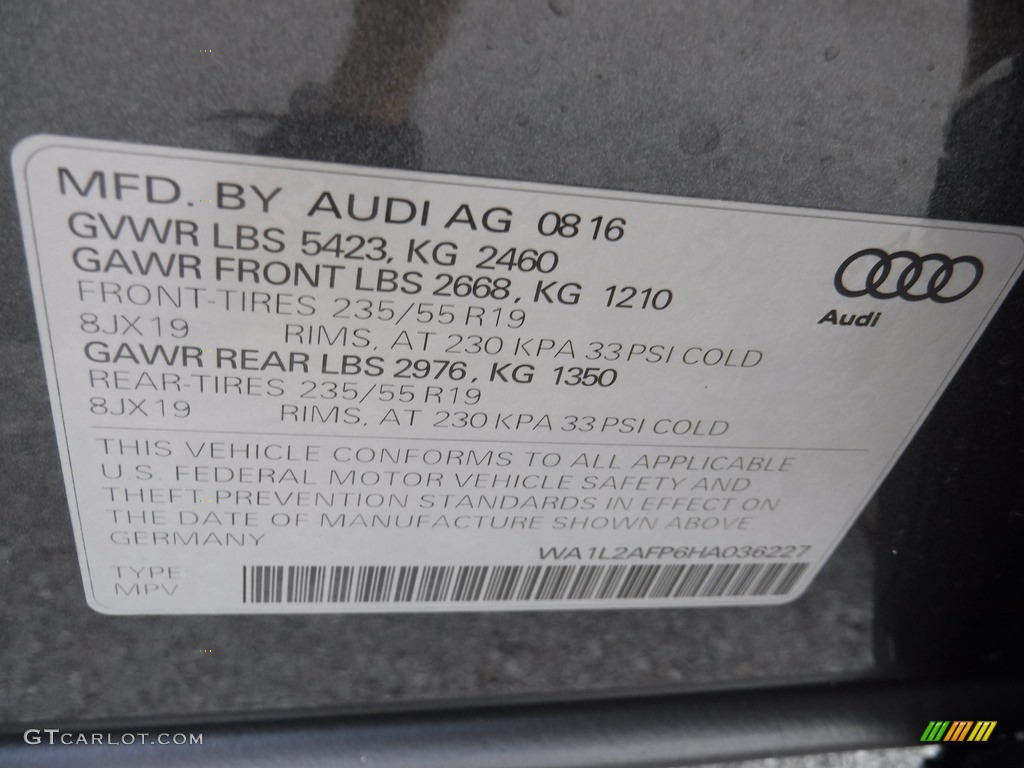 MFD. BY AUDI AG 08 16
GVWR LBS 5423, KG 2460
GAWR FRONT LBS 2668, KG 1210
FRONT-TIRES 235/55 R19
8JX19 RIMS, AT 230 KPA 33 PSI COLD
GAWR REAR LBS 2976, KG 1350
REAR-TIRES 235/55 R19
8JX19 RIMS, AT 230 KPA 33 PSI COLD
Audi
THIS VEHICLE CONFORMS TO ALL APPLICABLE
U.S. FEDERAL MOTOR VEHICLE SAFETY AND
THEFT PREVENTION STANDARDS IN EFFECT ON
THE DATE OF MANUFACTURE SHOWN ABOVE
GERMANY
WA1L2AFP6HA036227
TYPE
MPV
GTCARLOT.COM